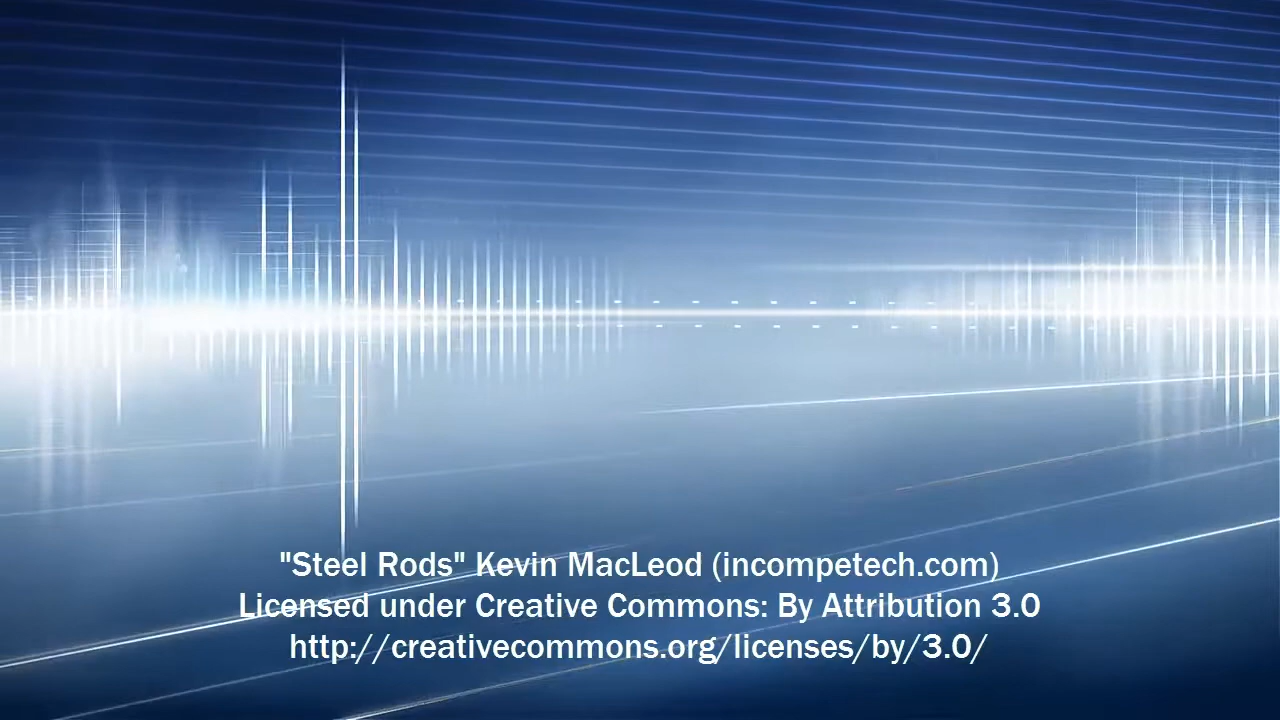 "Steel Rods" Kevin MacLeod (incompetech.com)
Licensed under Creative Commons: By Attribution 3.0
http://creativecommons.org/licenses/by/3.0/